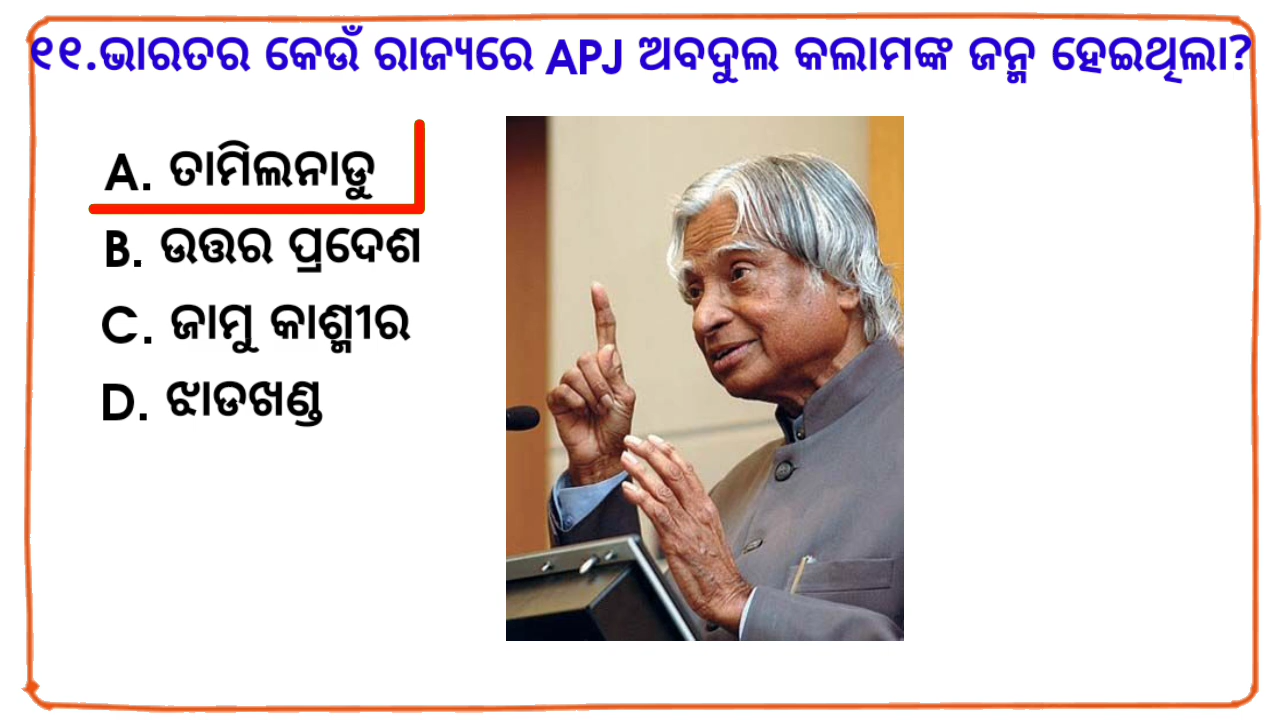 ୧୧.ଭାରତର କେଉଁ ରାଜ୍ୟରେ APJ ଅବଦୁଲ କଲାମଙ୍କ ଜନ୍ମ ହେଇଥିଲା?
A. ତାମିଲନାଡୁ
B. ଉତ୍ତର ପ୍ରଦେଶ
C. ଜାମୁ କାଶ୍ମୀର
D. ଝାଡଖଣ୍ଡ